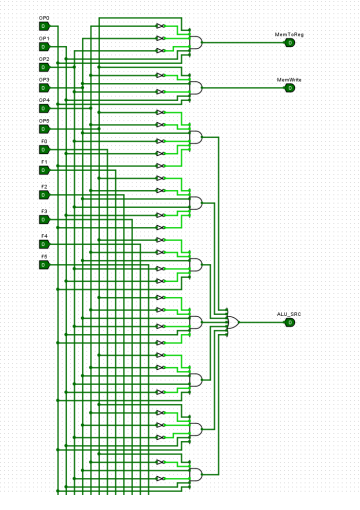 OP0
OP1
OP2
OP3
OP4
OP5
F0
F1
F2
F3
F4
F5
MemToReg
MemWrite
ALU_SRC